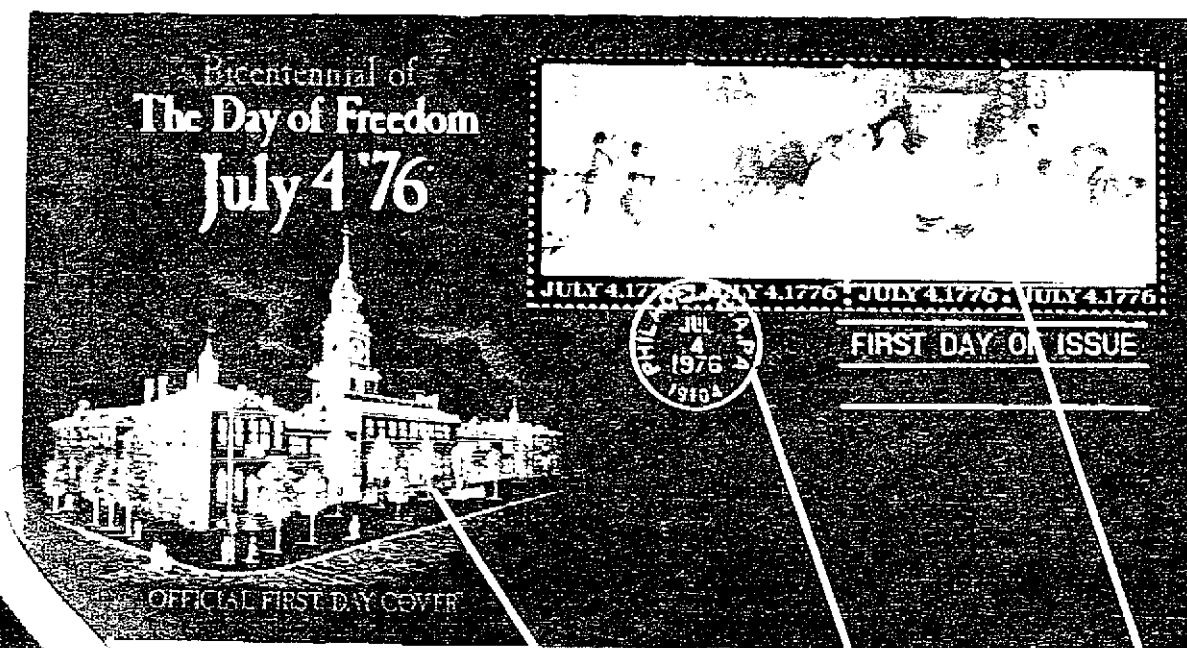 Bicentennial of
The Day of Freedom
July 4 '76
JULY 4.1776 JULY 4.1776 JULY 4.1776
JUL
4
1976
FIRST DAY OF ISSUE
OFFICIAL FIRST DAY COVER